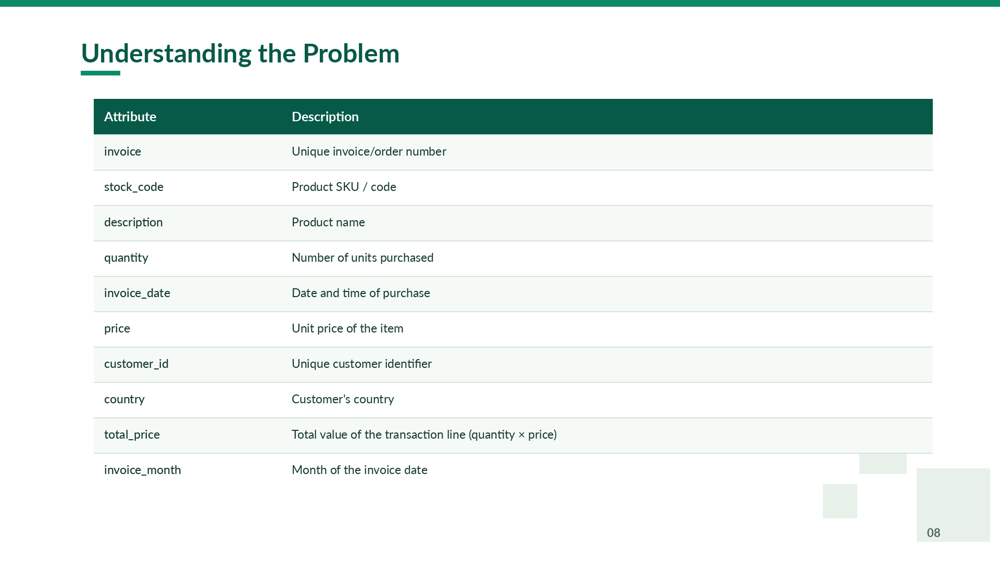 Understanding the Problem
Attribute Description
invoice Unique invoice/order number
stock_code Product SKU / code
description Product name
quantity Number of units purchased
invoice_date Date and time of purchase
price Unit price of the item
customer_id Unique customer identifier
country Customer's country
total_price Total value of the transaction line (quantity × price)
invoice_month Month of the invoice date
08